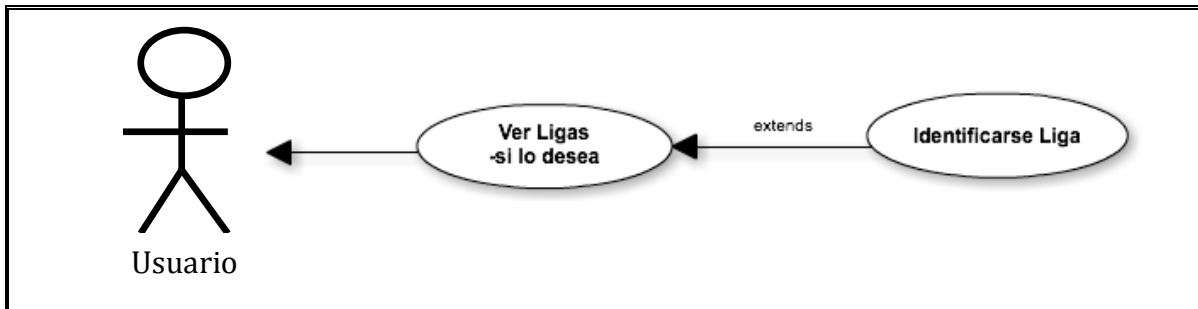 Ver Ligas
-si lo desea
extends
Identificarse Liga
Usuario